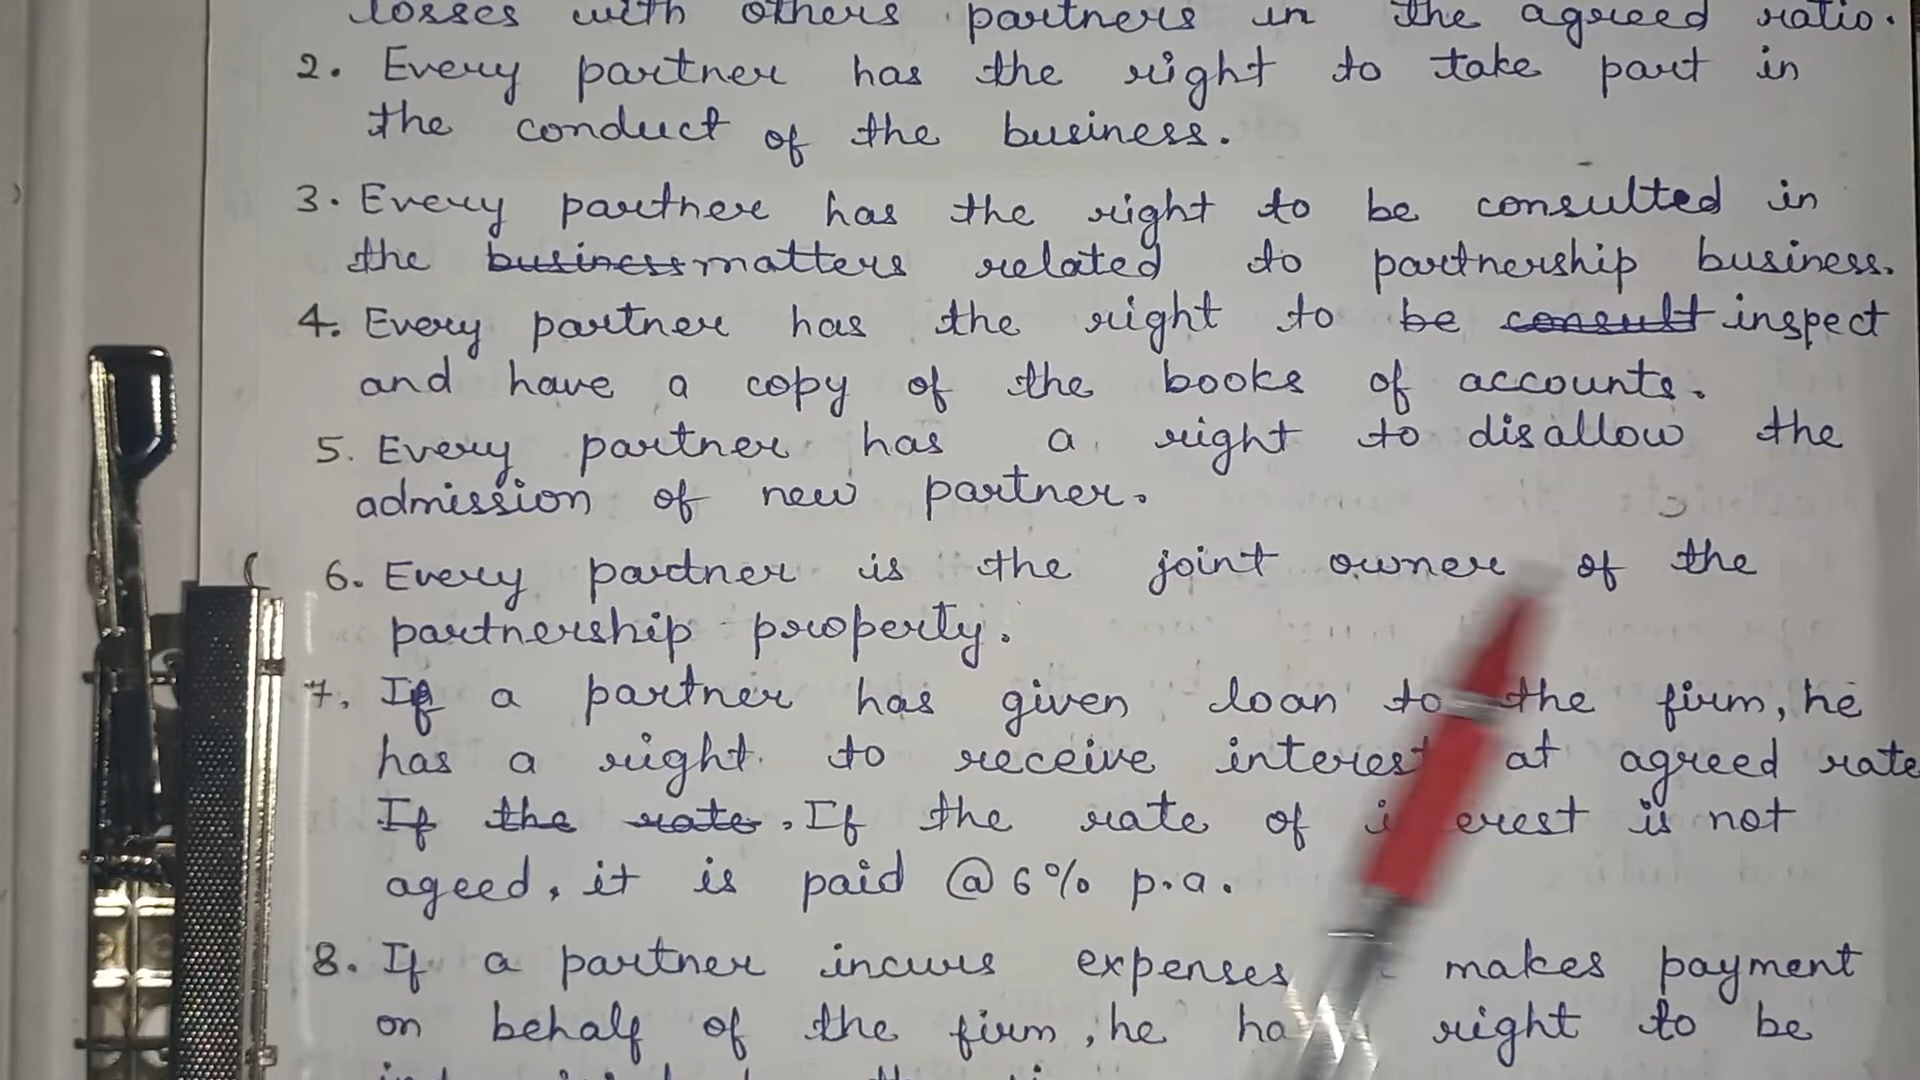 losses with others partners in the agreed ratio.
2. Every partner has the right to take part in
the conduct of the business.
3. Every partner has the right to be consulted in
the business matters related to partnership business.
4. Every partner has the right to be consult inspect
and have a copy of the books of accounts.
5. Every partner has a right to disallow the
admission of new partner.
6. Every partner is the joint owner of the
partnership property.
7. If a partner has given loan to the firm, he
has a right to receive interest at agreed rate
If the rate. If the rate of interest is not
ageed, it is paid @ 6% p.a.
8. If a partner incurs expenses makes payment
on behalf of the firm, he right to be